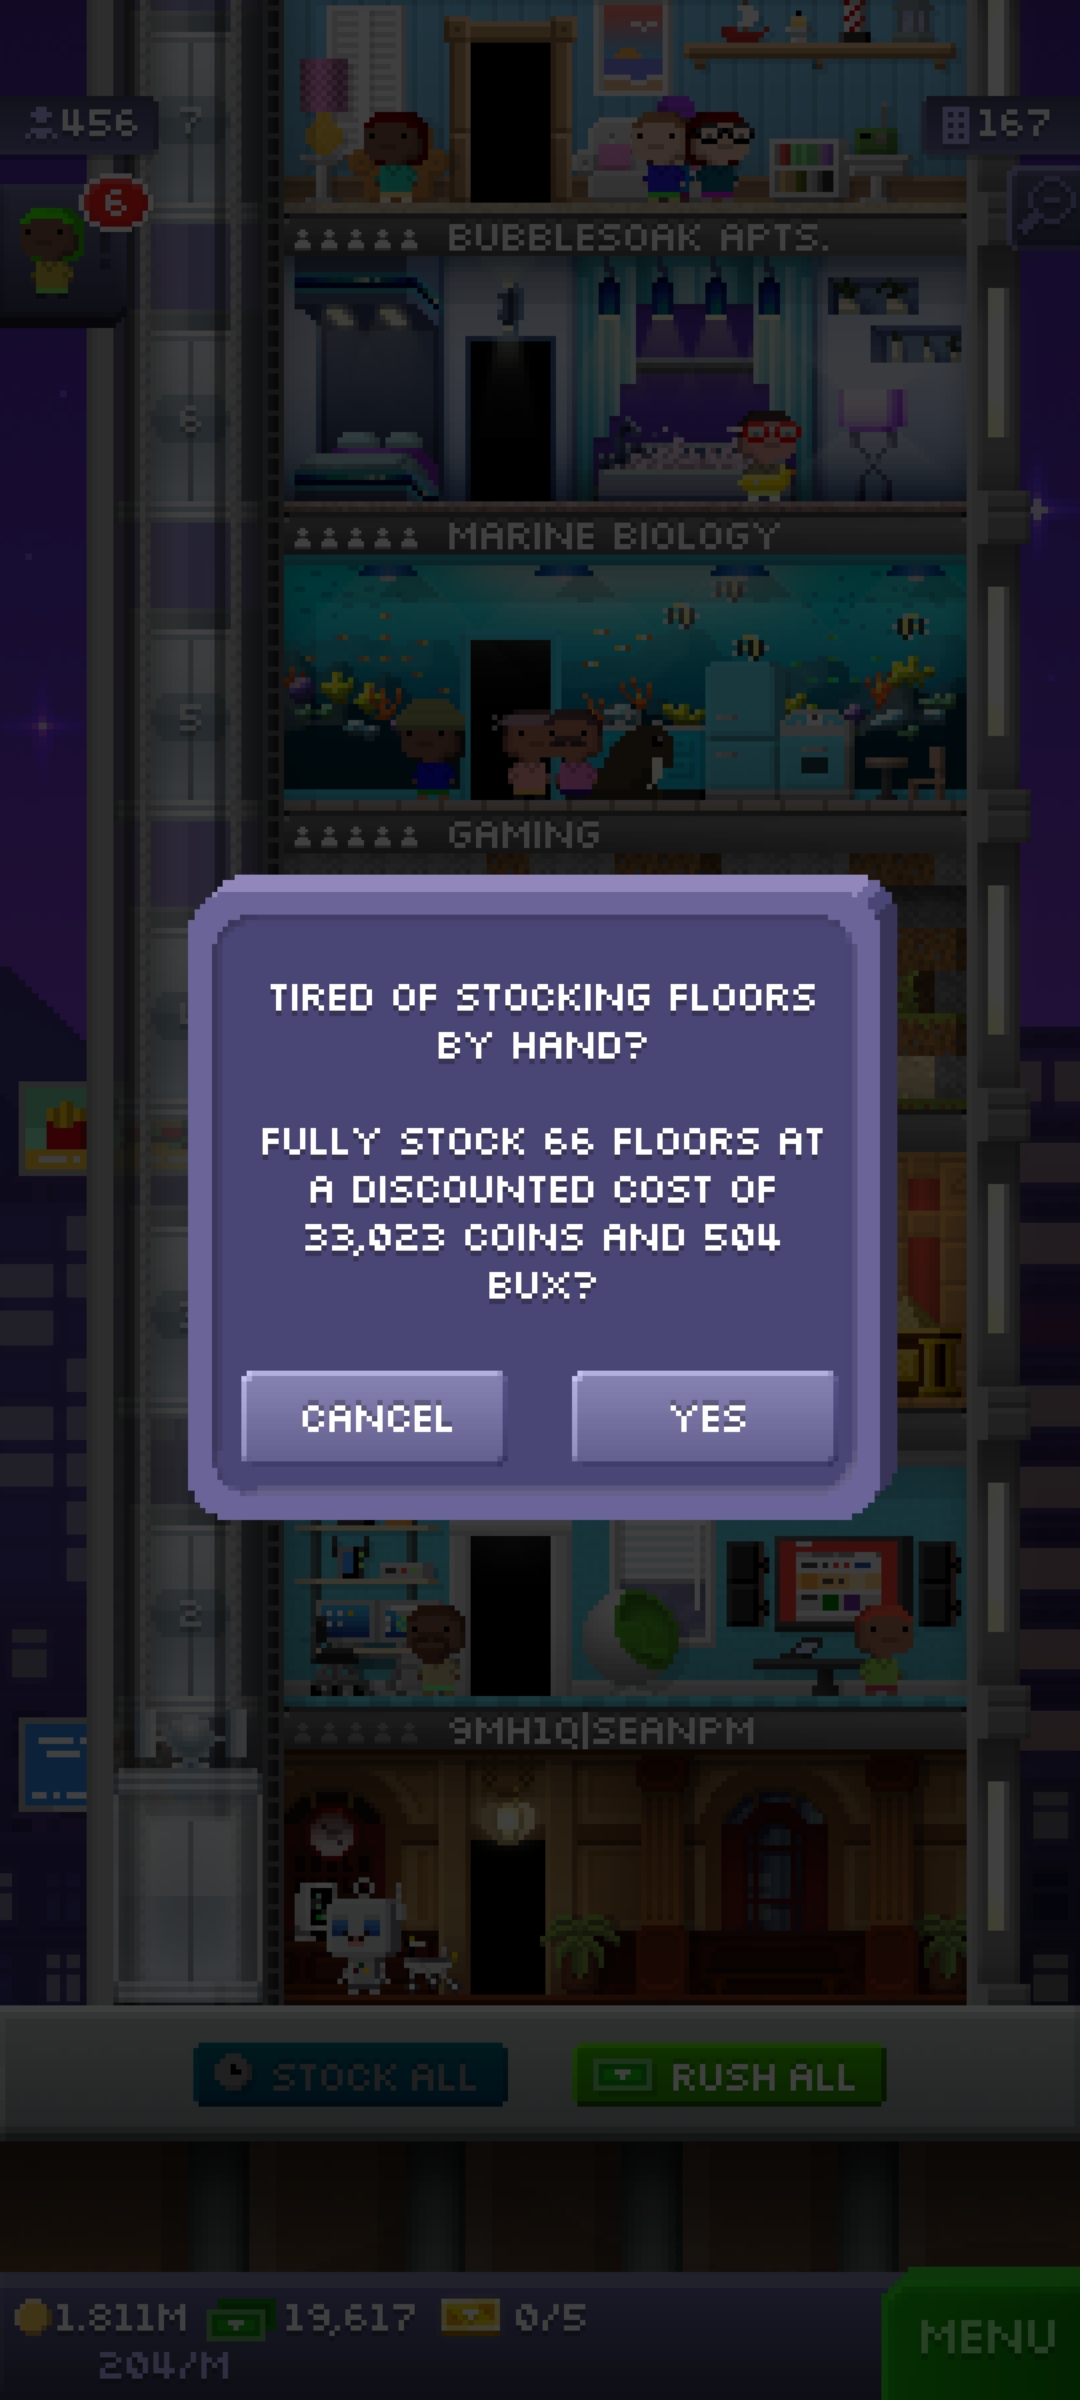 7
456
167
6
BUBBLESOAK APTS.
6
MARINE BIOLOGY
5
GAMING
TIRED OF STOCKING FLOORS
BY HAND?
FULLY STOCK 66 FLOORS AT
A DISCOUNTED COST OF
33,023 COINS AND 504
BUX?
CANCEL
YES
2
9MH1Q|SEANPM
STOCK ALL
RUSH ALL
1.811M
19,617
0/5
204/M
MENU